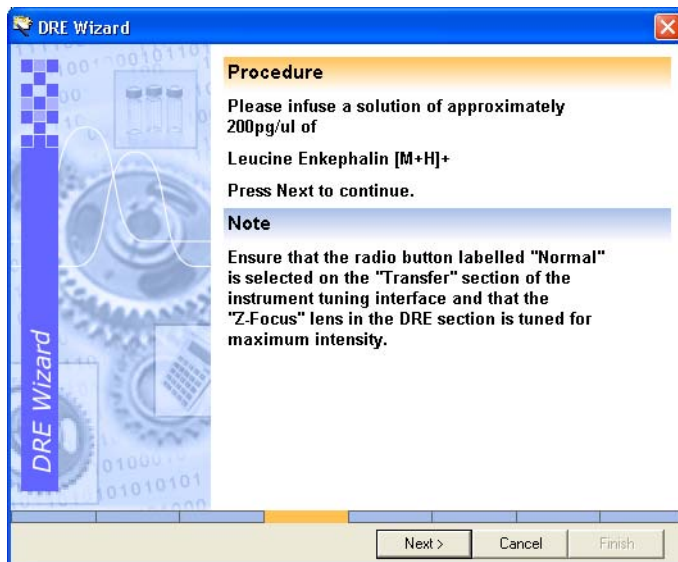 DRE Wizard
Procedure
Please infuse a solution of approximately
200pg/ul of
Leucine Enkephalin [M+H]+
Press Next to continue.
Note
Ensure that the radio button labelled "Normal"
is selected on the "Transfer" section of the
instrument tuning interface and that the
"Z-Focus" lens in the DRE section is tuned for
maximum intensity.
DRE Wizard
Next >
Cancel
Finish